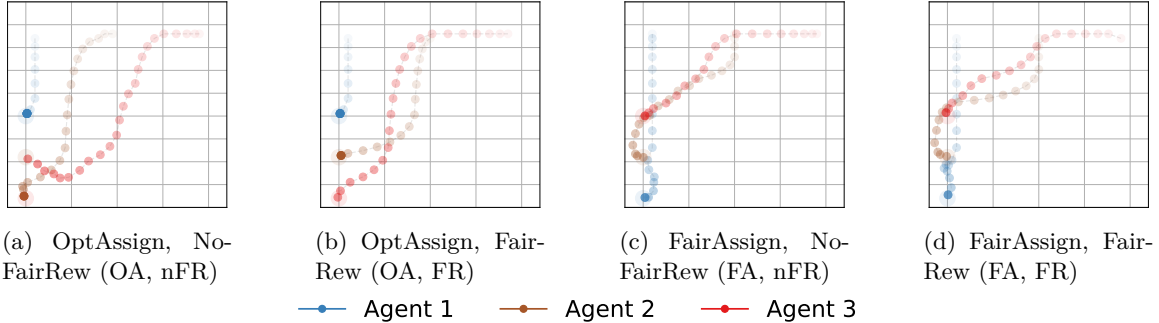 (a) OptAssign, No-
FairRew (OA, nFR)
(b) OptAssign, Fair-
Rew (OA, FR)
(c) FairAssign, No-
FairRew (FA, nFR)
(d) FairAssign, Fair-
Rew (FA, FR)
Agent 1
Agent 2
Agent 3